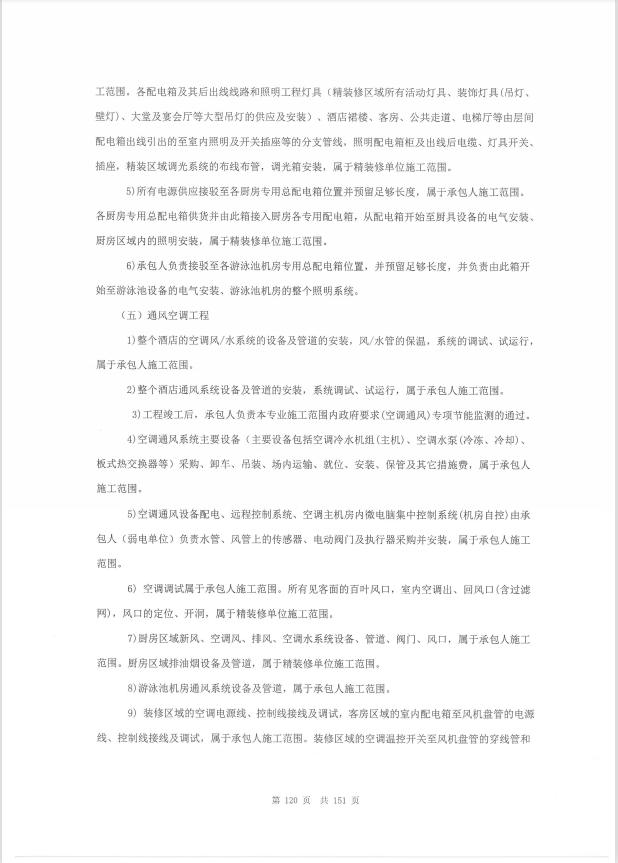 工范围。各配电箱及其后出线线路和照明工程灯具（精装修区域所有活动灯具、装饰灯具(吊灯、
壁灯)、大堂及宴会厅等大型吊灯的供应及安装）、酒店裙楼、客房、公共走道、电梯厅等由层间
配电箱出线引出的至室内照明及开关插座等的分支管线，照明配电箱柜及出线后电缆、灯具开关、
插座，精装区域调光系统的布线布管，调光箱安装，属于精装修单位施工范围。
5)所有电源供应接驳至各厨房专用总配电箱位置并预留足够长度，属于承包人施工范围。
各厨房专用总配电箱供货并由此箱接入厨房各专用配电箱，从配电箱开始至厨具设备的电气安装、
厨房区域内的照明安装，属于精装修单位施工范围。
6)承包人负责接驳至各游泳池机房专用总配电箱位置，并预留足够长度，并负责由此箱开
始至游泳池设备的电气安装、游泳池机房的整个照明系统。
（五）通风空调工程
1)整个酒店的空调风/水系统的设备及管道的安装，风/水管的保温，系统的调试、试运行，
属于承包人施工范围。
2)整个酒店通风系统设备及管道的安装，系统调试、试运行，属于承包人施工范围。
3)工程竣工后，承包人负责本专业施工范围内政府要求(空调通风)专项节能监测的通过。
4)空调通风系统主要设备（主要设备包括空调冷水机组(主机)、空调水泵(冷冻、冷却)、
板式热交换器等）采购、卸车、吊装、场内运输、就位、安装、保管及其它措施费，属于承包人
施工范围。
5)空调通风设备配电、远程控制系统、空调主机房内微电脑集中控制系统(机房自控)由承
包人（弱电单位）负责水管、风管上的传感器、电动阀门及执行器采购并安装，属于承包人施工
范围。
6) 空调调试属于承包人施工范围。所有见客面的百叶风口，室内空调出、回风口(含过滤
网)，风口的定位、开洞，属于精装修单位施工范围。
7)厨房区域新风、空调风、排风、空调水系统设备、管道、阀门、风口，属于承包人施工
范围。厨房区域排油烟设备及管道，属于精装修单位施工范围。
8)游泳池机房通风系统设备及管道，属于承包人施工范围。
9) 装修区域的空调电源线、控制线接线及调试，客房区域的室内配电箱至风机盘管的电源
线、控制线接线及调试，属于承包人施工范围。装修区域的空调温控开关至风机盘管的穿线管和
第 120 页 共 151 页